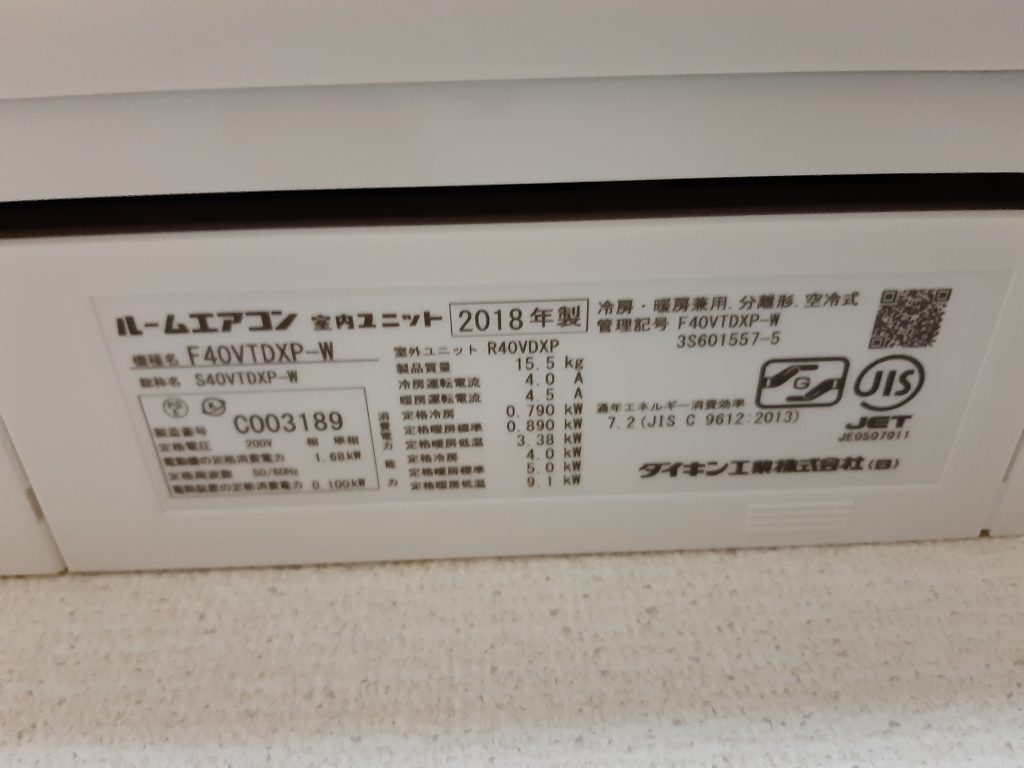 ルームエアコン 室内ユニット 2018年製
機種名 F40VTDXP-W
総称名 S40VTDXP-W
製造番号 C003189
定格電圧 200V 相 単相
電動機の定格消費電力 1.68kW
定格周波数 50/60Hz
電熱装置の定格消費電力 0.100kW
室外ユニット R40VDXP
製品質量 15.5 kg
冷房運転電流 4.0 A
暖房運転電流 4.5 A
消費電力
定格冷房 0.790 kW
定格暖房標準 0.890 kW
定格暖房低温 3.38 kW
能力
定格冷房 4.0 kW
定格暖房標準 5.0 kW
定格暖房低温 9.1 kW
冷房・暖房兼用, 分離形, 空冷式
管理記号 F40VTDXP-W
3S601557-5
G
JIS
JET
JE0507011
通年エネルギー消費効率
7.2(JIS C 9612:2013)
ダイキン工業株式会社(日)